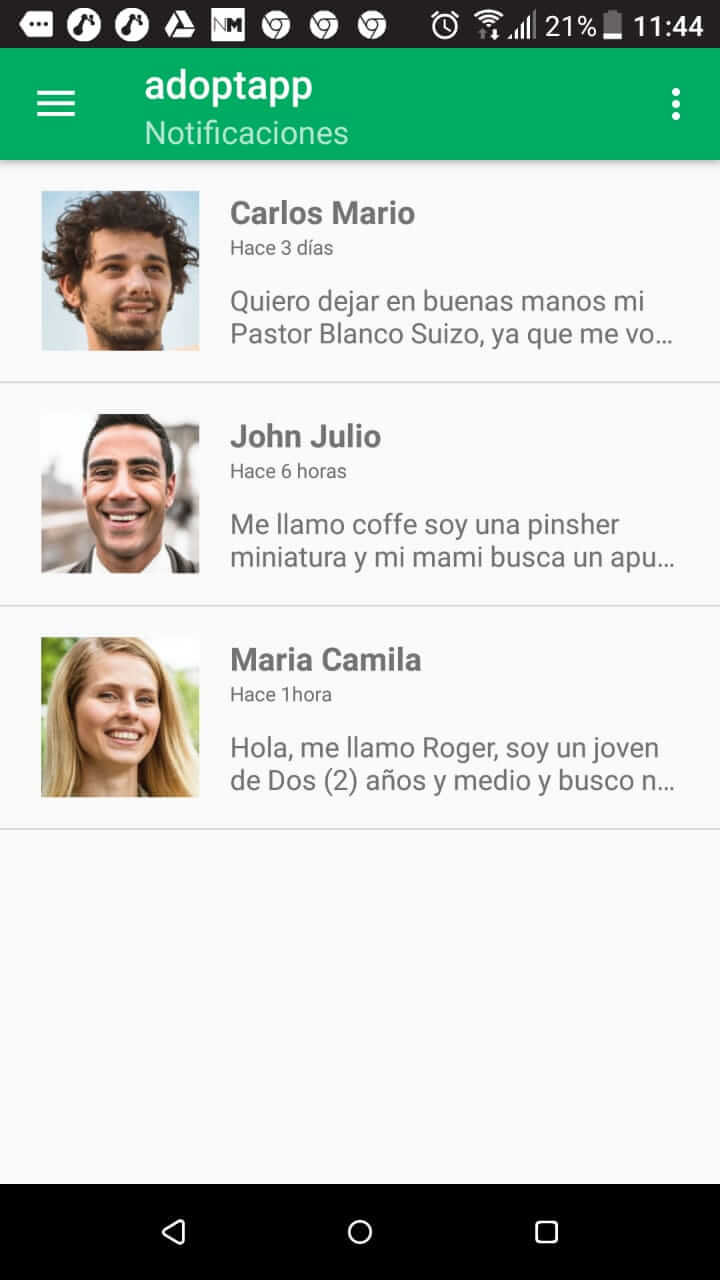 NM
21%
11:44
adoptapp
Notificaciones
Carlos Mario
Hace 3 días
Quiero dejar en buenas manos mi
Pastor Blanco Suizo, ya que me vo...
John Julio
Hace 6 horas
Me llamo coffe soy una pinsher
miniatura y mi mami busca un apu...
Maria Camila
Hace 1hora
Hola, me llamo Roger, soy un joven
de Dos (2) años y medio y busco n...